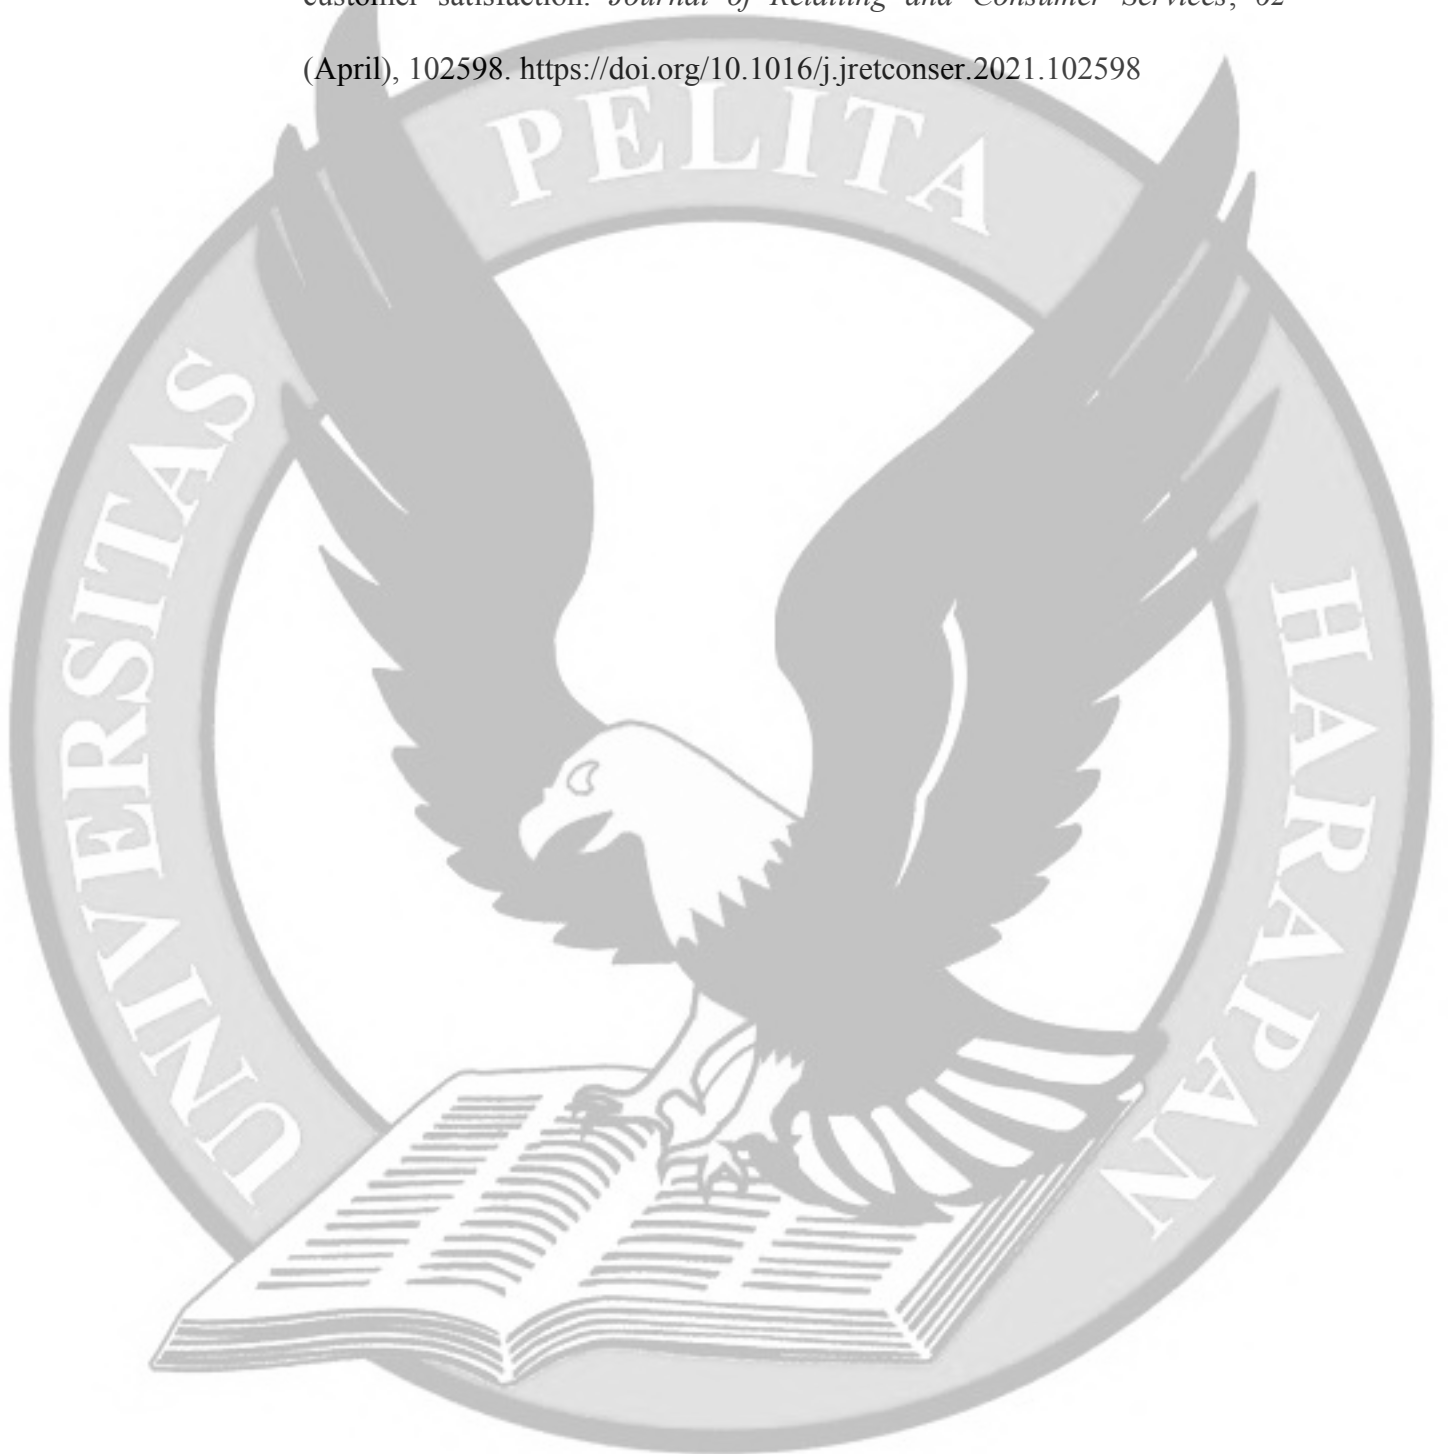 customer satisfaction. Journal of Retailing and Consumer Services, 62
(April), 102598. https://doi.org/10.1016/j.jretconser.2021.102598
PELITA
UNIVERSITAS
HARAPAN